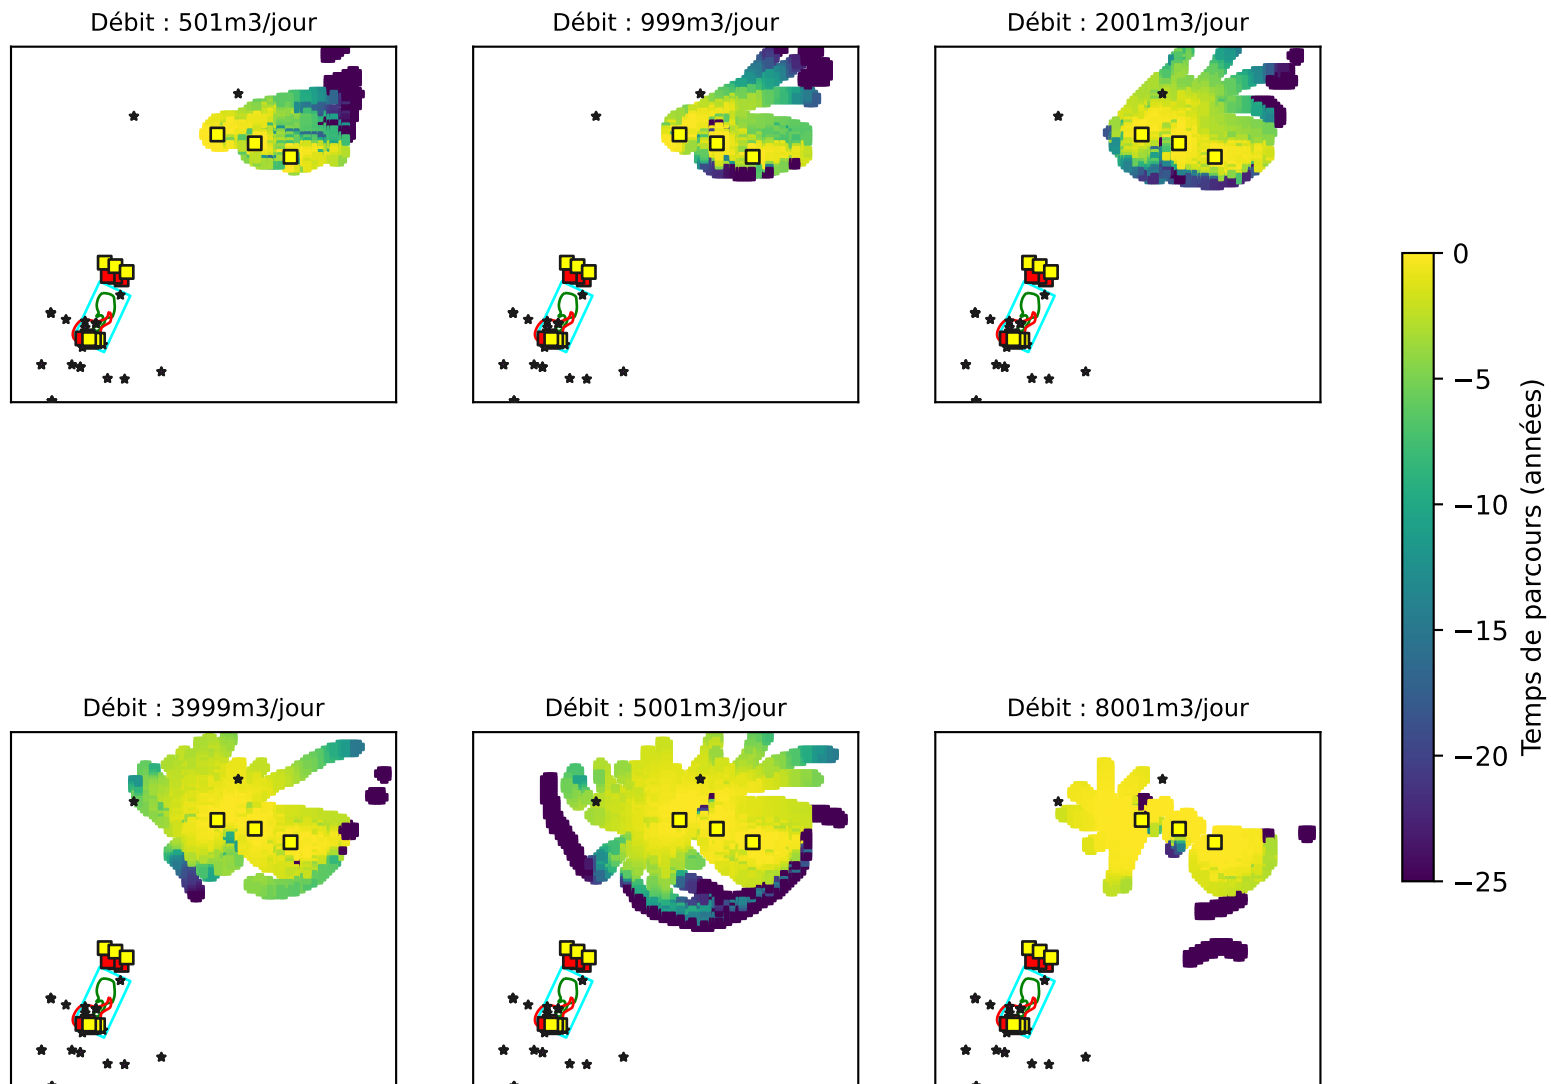 Débit : 501m3/jour
Débit : 999m3/jour
Débit : 2001m3/jour
Débit : 3999m3/jour
Débit : 5001m3/jour
Débit : 8001m3/jour
0
−5
−10
−15
−20
−25
Temps de parcours (années)